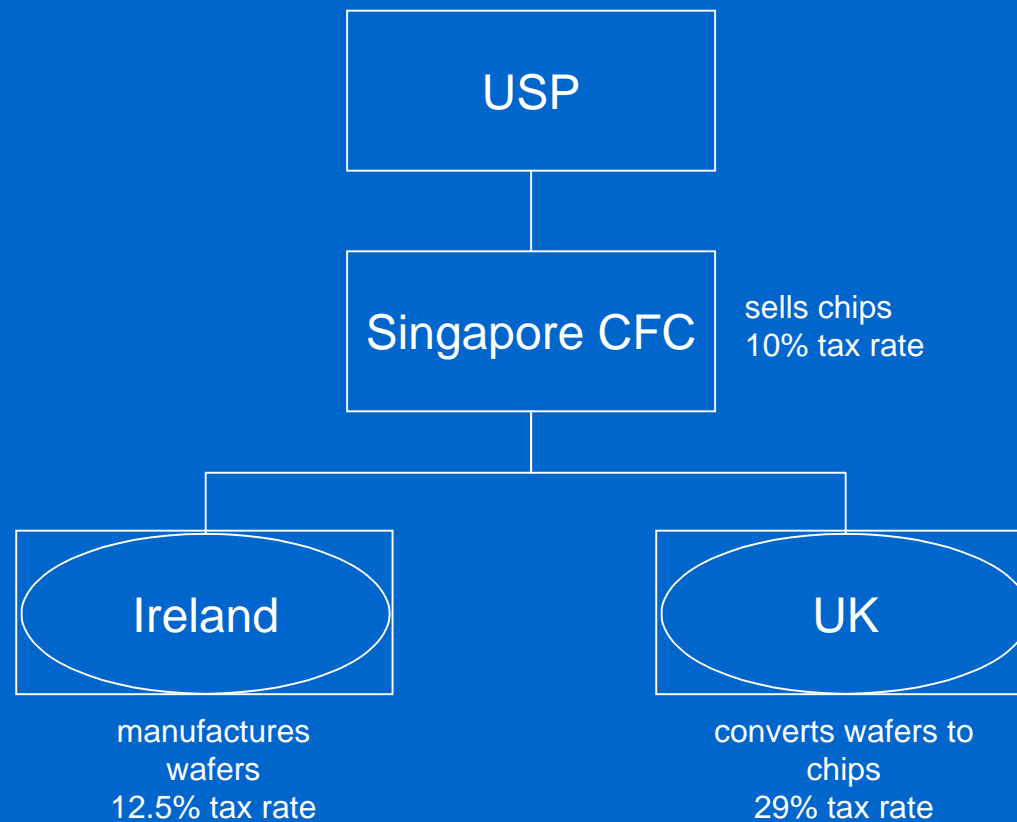 USP
Singapore CFC
sells chips
10% tax rate
Ireland
UK
manufactures
wafers
12.5% tax rate
converts wafers to
chips
29% tax rate